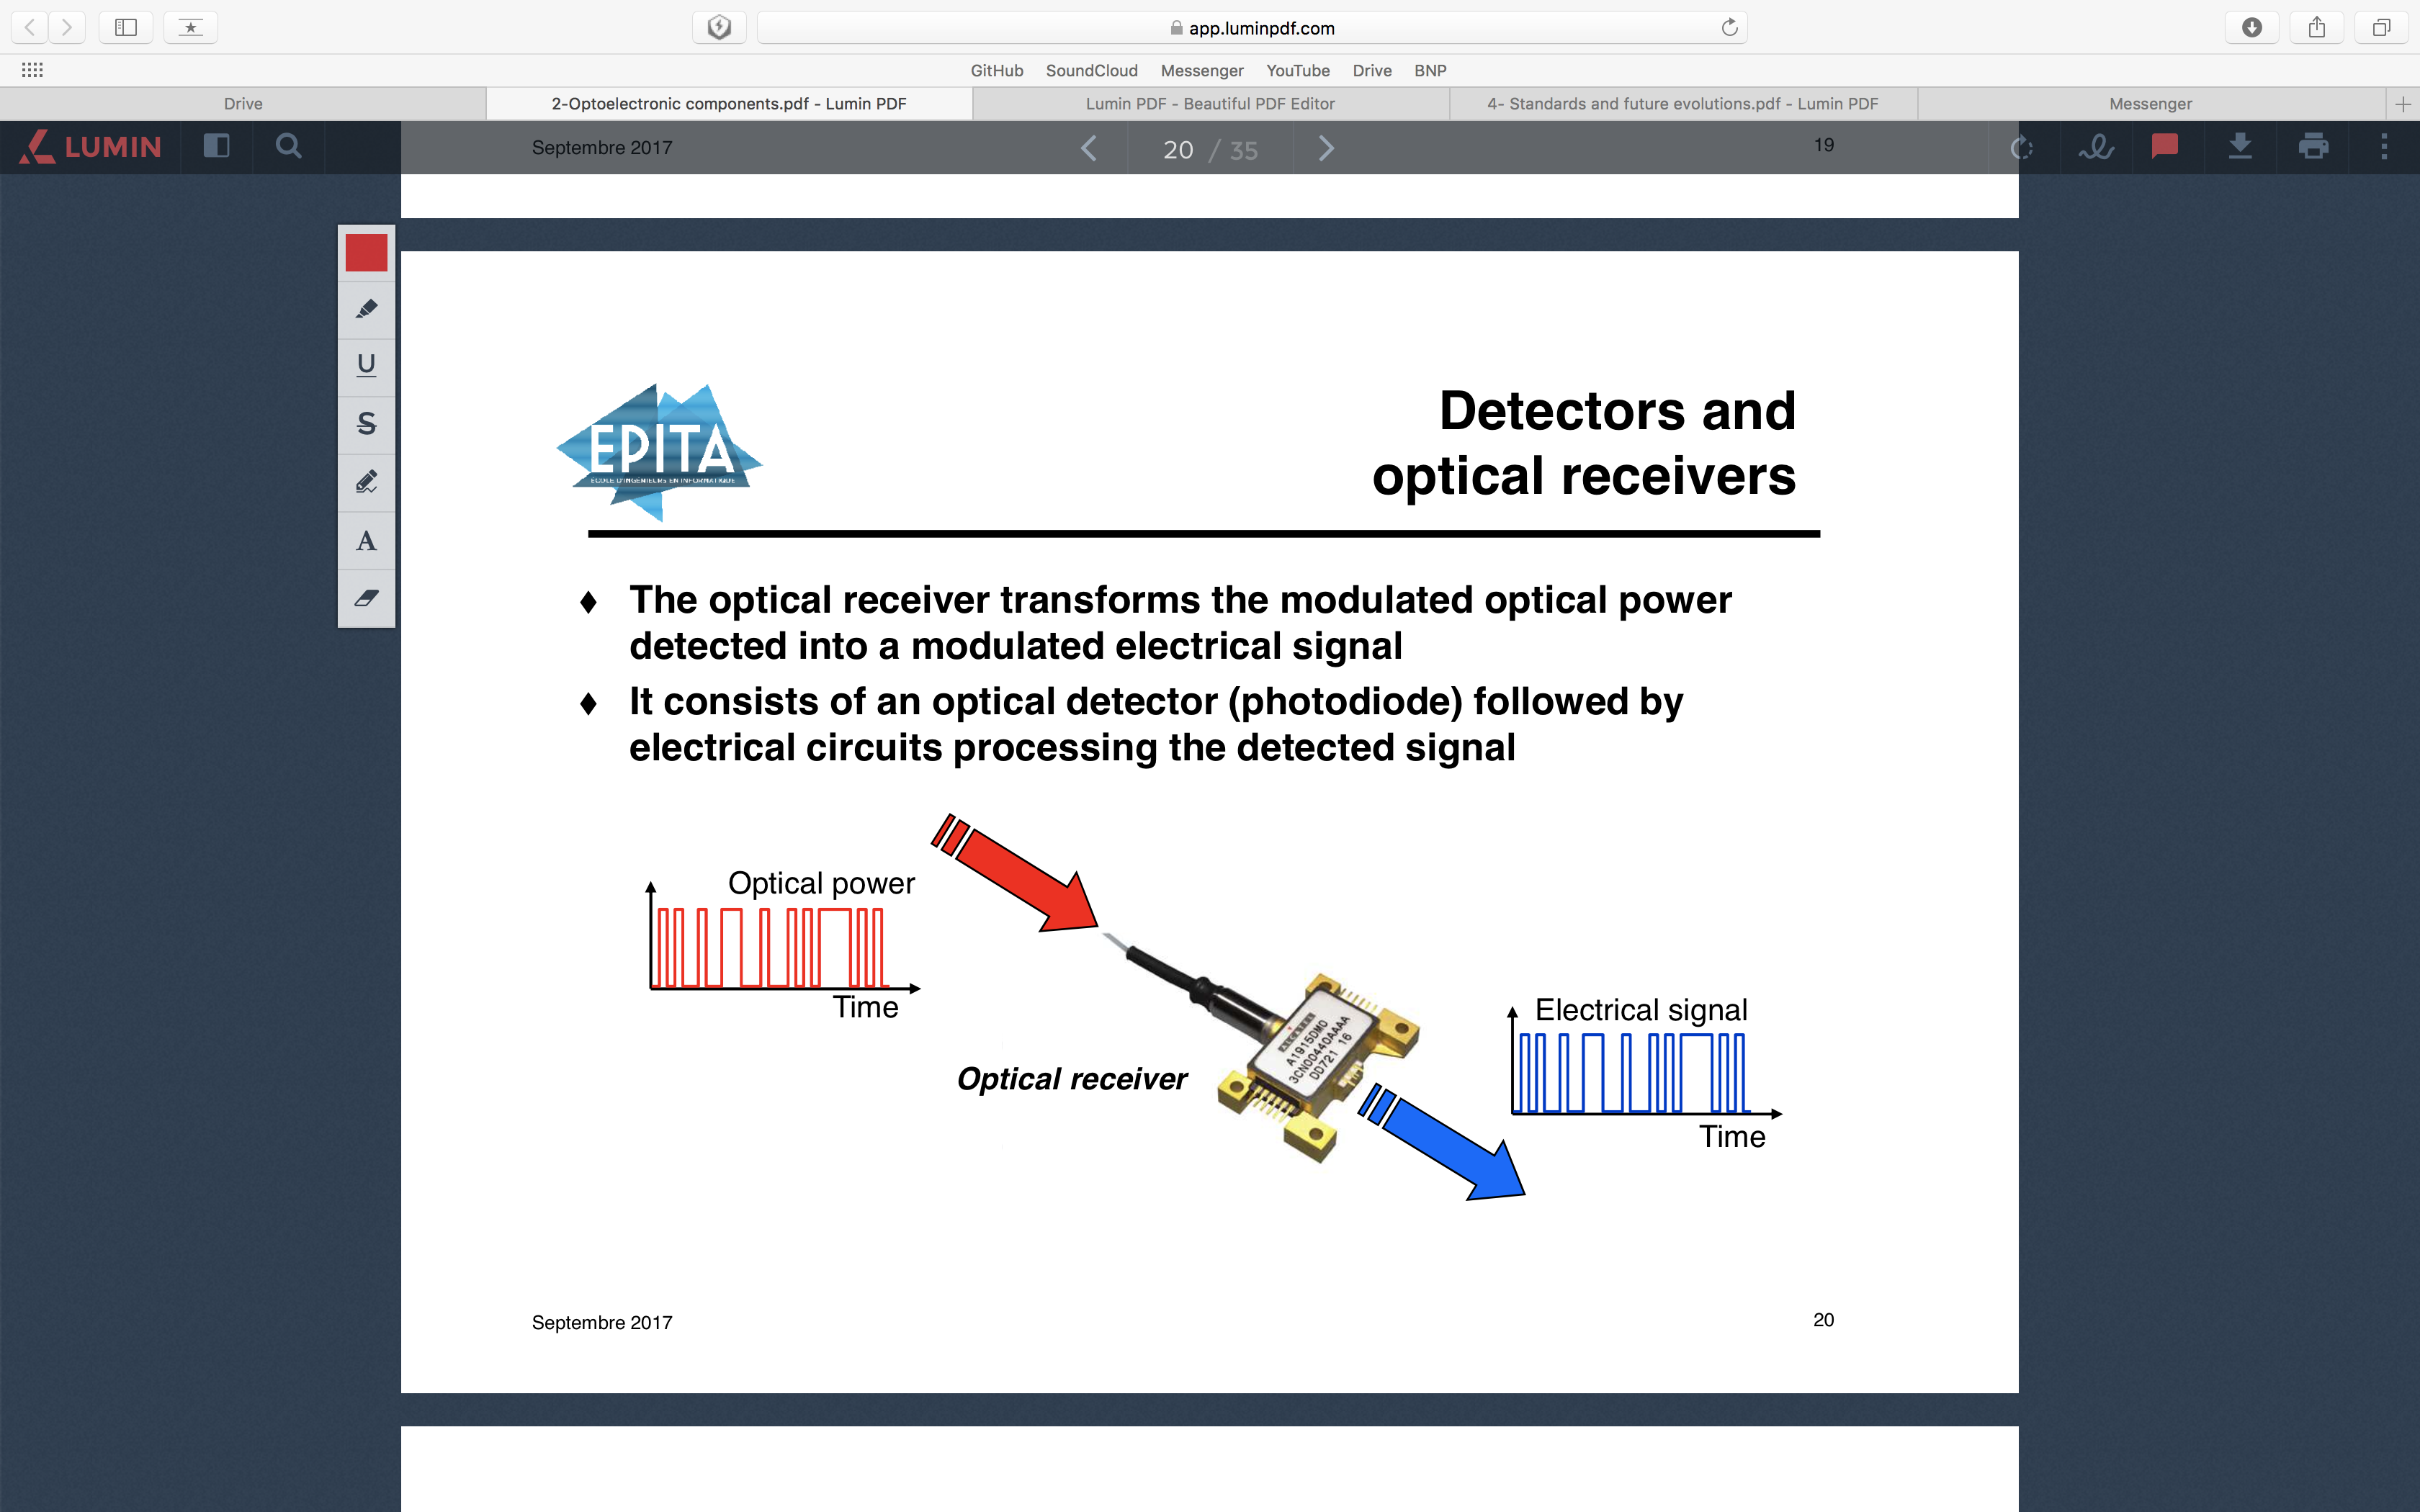 app.luminpdf.com
GitHub SoundCloud Messenger YouTube Drive BNP
Drive 2-Optoelectronic components.pdf - Lumin PDF Lumin PDF - Beautiful PDF Editor 4- Standards and future evolutions.pdf - Lumin PDF Messenger
LUMIN Septembre 2017 20 / 35 19
U
S
A
EPITA
ÉCOLE D'INGÉNIEURS EN INFORMATIQUE
Detectors and
optical receivers
♦ The optical receiver transforms the modulated optical power
detected into a modulated electrical signal
♦ It consists of an optical detector (photodiode) followed by
electrical circuits processing the detected signal
Optical power
Time
Optical receiver
A1915DMO
3CN00440AAAA
DD721 16
Electrical signal
Time
Septembre 2017 20